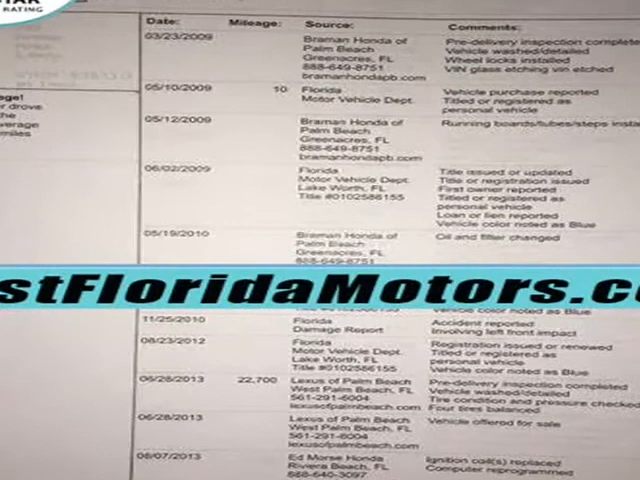 RATING
Date: Mileage: Source: Comments:
03/23/2009 Braman Honda of Pre-delivery inspection complete
Palm Beach Vehicle washed/detailed
Greenacres, FL Wheel locks installed
888-649-8751 VIN glass etching vin etched
bramanhondapb.com
05/10/2009 10 Florida Vehicle purchase reported
Motor Vehicle Dept. Titled or registered as
personal vehicle
age!
r drove
the
verage
miles
05/12/2009 Braman Honda of Running boards/tubes/steps insta
Palm Beach
Greenacres, FL
888-649-8751
bramanhondapb.com
06/02/2009 Florida Title issued or updated
Motor Vehicle Dept. Title or registration issued
Lake Worth, FL First owner reported
Title #0102586155 Titled or registered as
personal vehicle
Loan or lien reported
Vehicle color noted as Blue
05/19/2010 Braman Honda of Oil and filter changed
Palm Beach
Greenacres, FL
888-649-8751
stFloridaMotors.co
Vehicle color noted as Blue
11/25/2010 Florida Accident reported
Damage Report Involving left front impact
08/23/2012 Florida Registration issued or renewed
Motor Vehicle Dept. Titled or registered as
Lake Worth, FL personal vehicle
Title #0102586155 Vehicle color noted as Blue
06/28/2013 22,700 Lexus of Palm Beach Pre-delivery inspection completed
West Palm Beach, FL Vehicle washed/detailed
561-291-6004 Tire condition and pressure checked
lexusofpalmbeach.com Four tires balanced
06/28/2013 Lexus of Palm Beach Vehicle offered for sale
West Palm Beach, FL
561-291-6004
lexusofpalmbeach.com
08/07/2013 Ed Morse Honda Ignition coil(s) replaced
Riviera Beach, FL Computer reprogrammed
888-640-3097